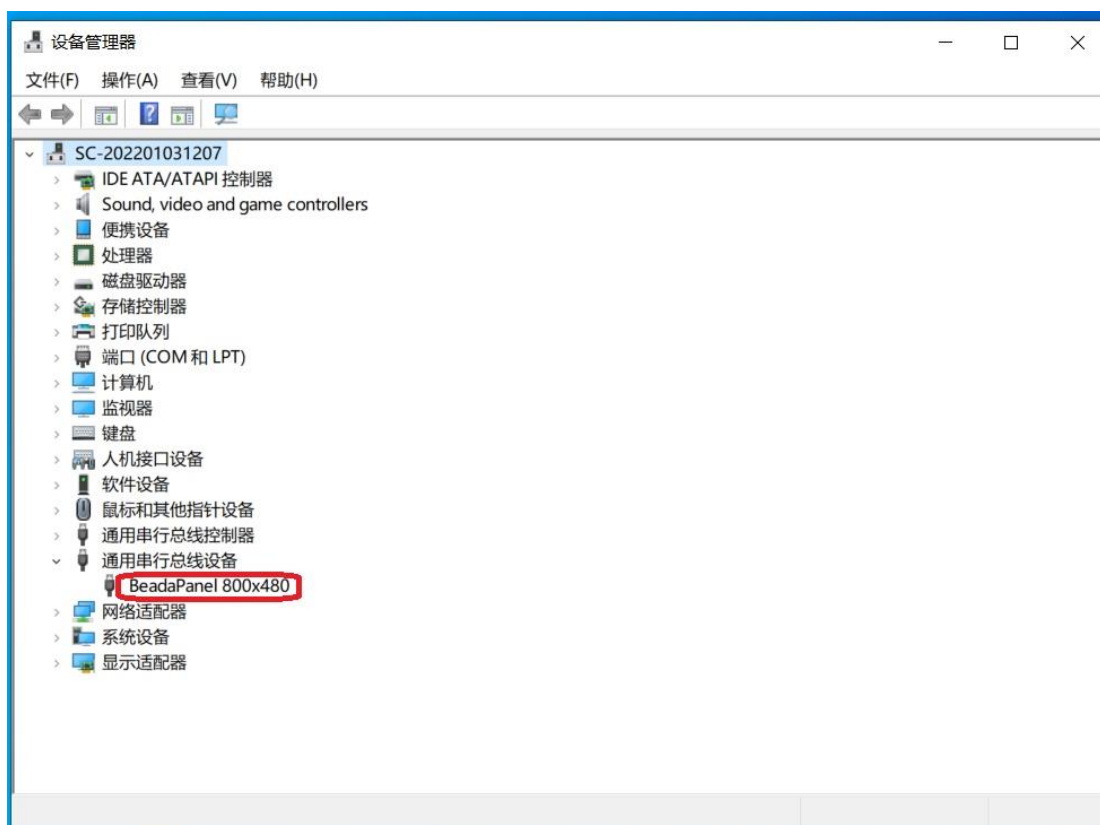 设备管理器
文件(F) 操作(A) 查看(V) 帮助(H)
SC-202201031207
IDE ATA/ATAPI 控制器
Sound, video and game controllers
便携设备
处理器
磁盘驱动器
存储控制器
打印队列
端口 (COM 和 LPT)
计算机
监视器
键盘
人机接口设备
软件设备
鼠标和其他指针设备
通用串行总线控制器
通用串行总线设备
BeadaPanel 800x480
网络适配器
系统设备
显示适配器